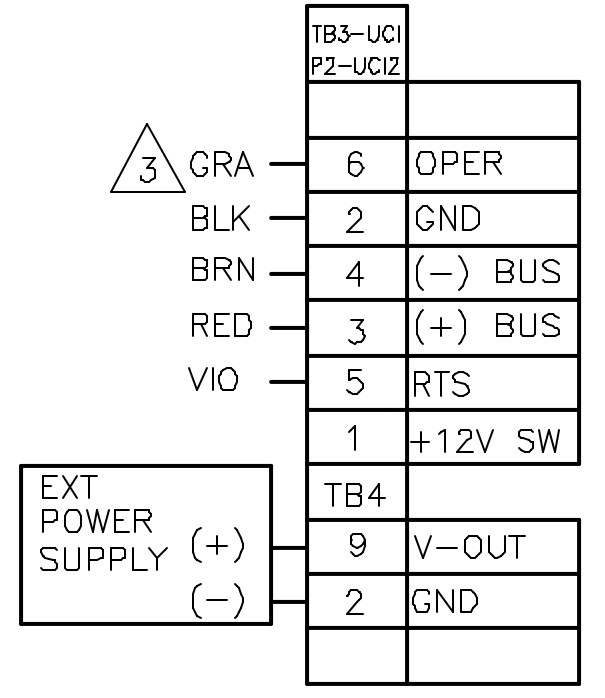 TB3-UCI
P2-UCI2
3 GRA 6 OPER
BLK 2 GND
BRN 4 (-) BUS
RED 3 (+) BUS
VIO 5 RTS
1 +12V SW
EXT
TB4
POWER
SUPPLY (+) 9 V-OUT
(-) 2 GND